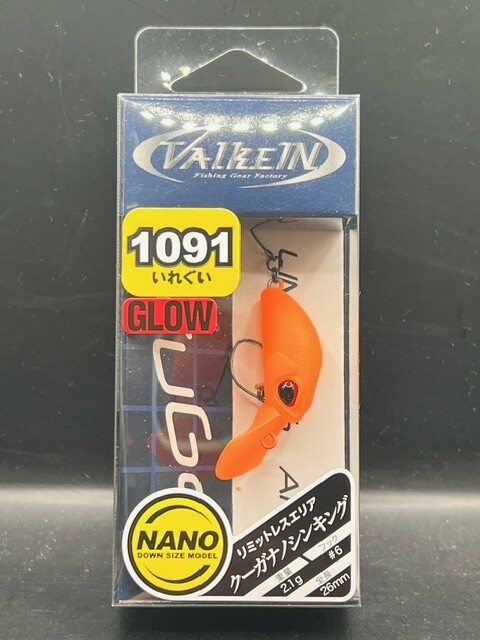 VALKEIN
Fishing Gear Factory
1091
いれぐい
GLOW
NANO
DOWN SIZE MODEL
リミットレスエリア
クーガナノシンキング
重量 フック
2.1g #6
全長
26mm